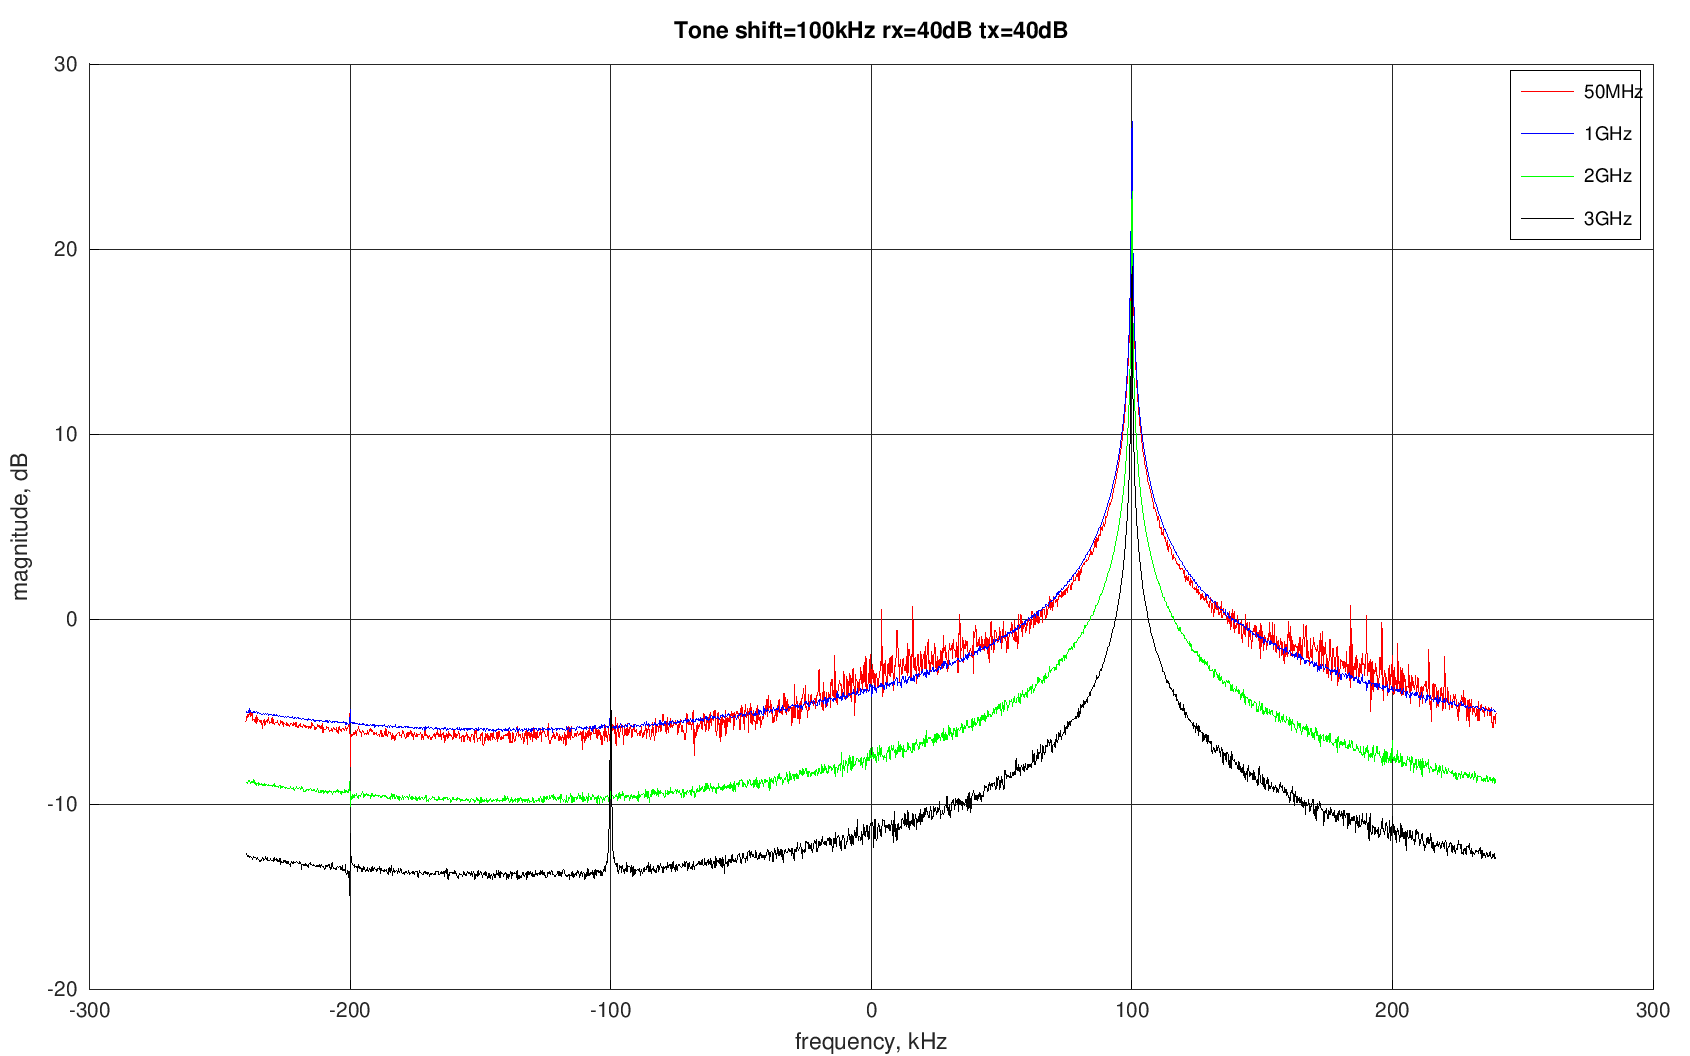 Tone shift=100kHz rx=40dB tx=40dB
30
20
10
0
-10
-20
magnitude, dB
-300
-200
-100
0
100
200
300
frequency, kHz
50MHz
1GHz
2GHz
3GHz